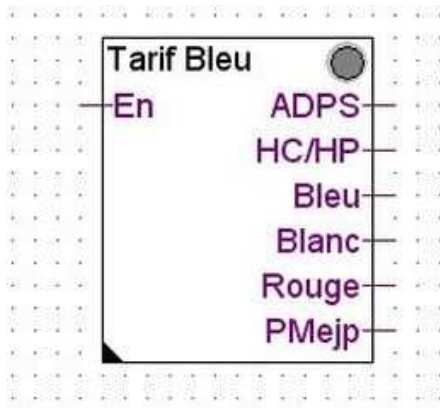 Tarif Bleu
En ADPS
HC/HP
Bleu
Blanc
Rouge
PMejp